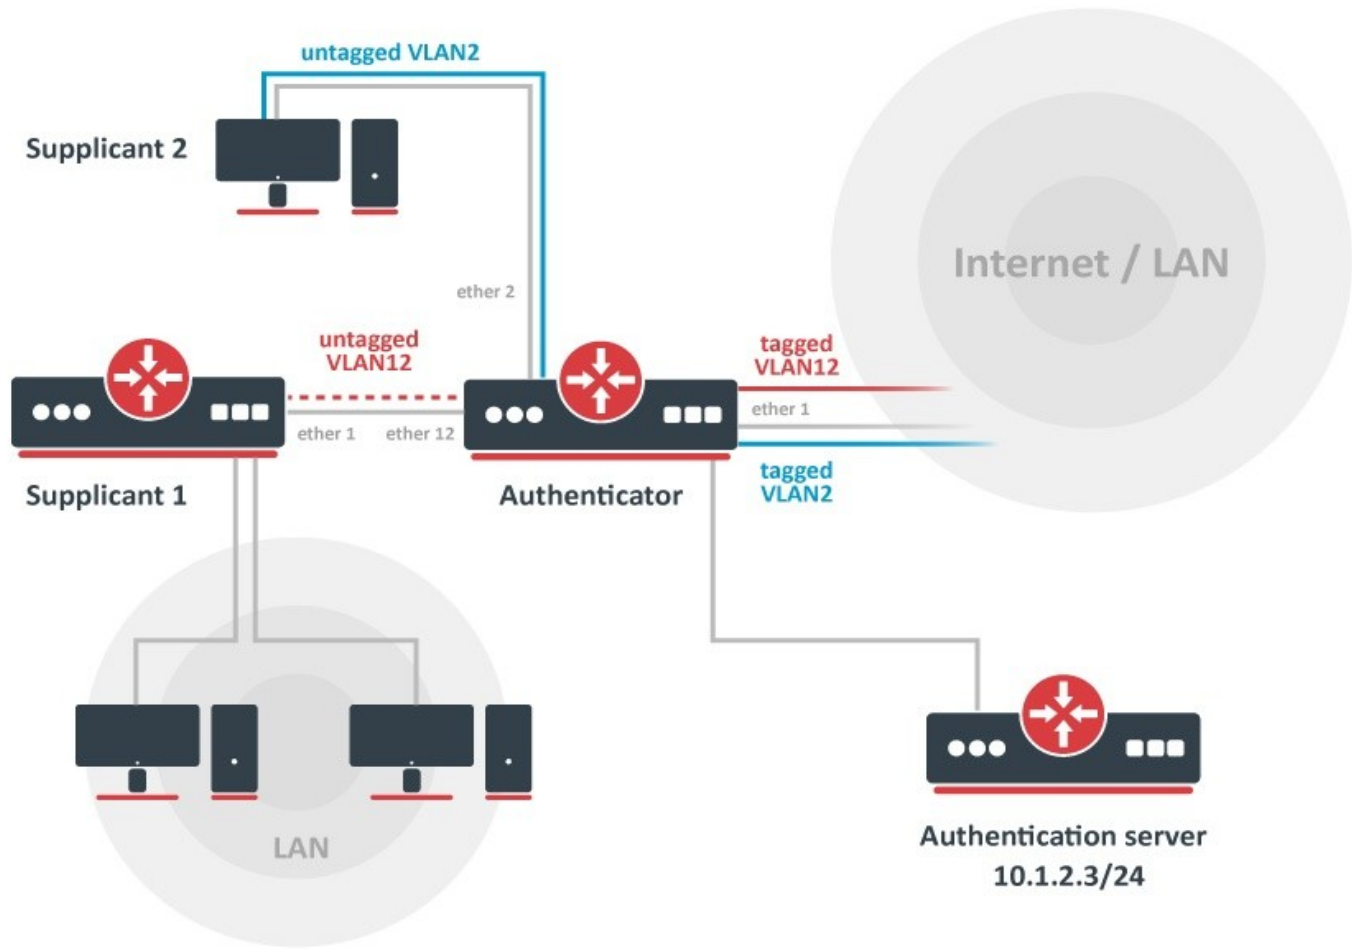 untagged VLAN2
Supplicant 2
Internet / LAN
ether 2
untagged
VLAN12
tagged
VLAN12
ether 1
ether 1
ether 12
tagged
VLAN2
Supplicant 1
Authenticator
LAN
Authentication server
10.1.2.3/24